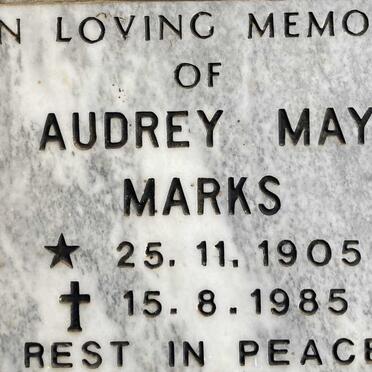 N LOVING MEMO
OF
AUDREY MAY
MARKS
★ 25. 11. 1905
✝ 15. 8. 1985
REST IN PEACE